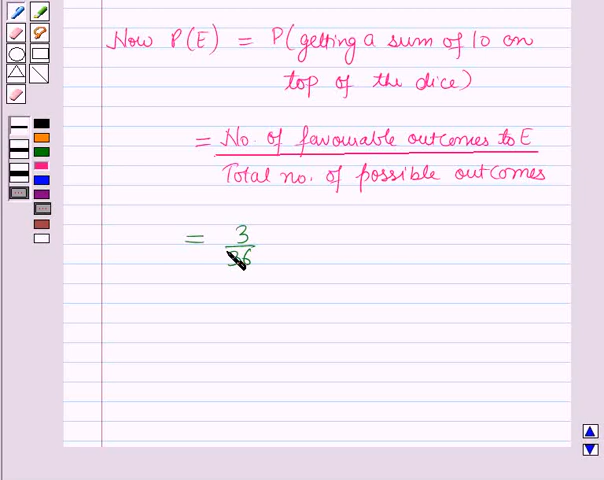 Now P(E) = P(getting a sum of 10 on
top of the dice)
= No. of favourable outcomes to E
Total no. of possible outcomes
= 3
36